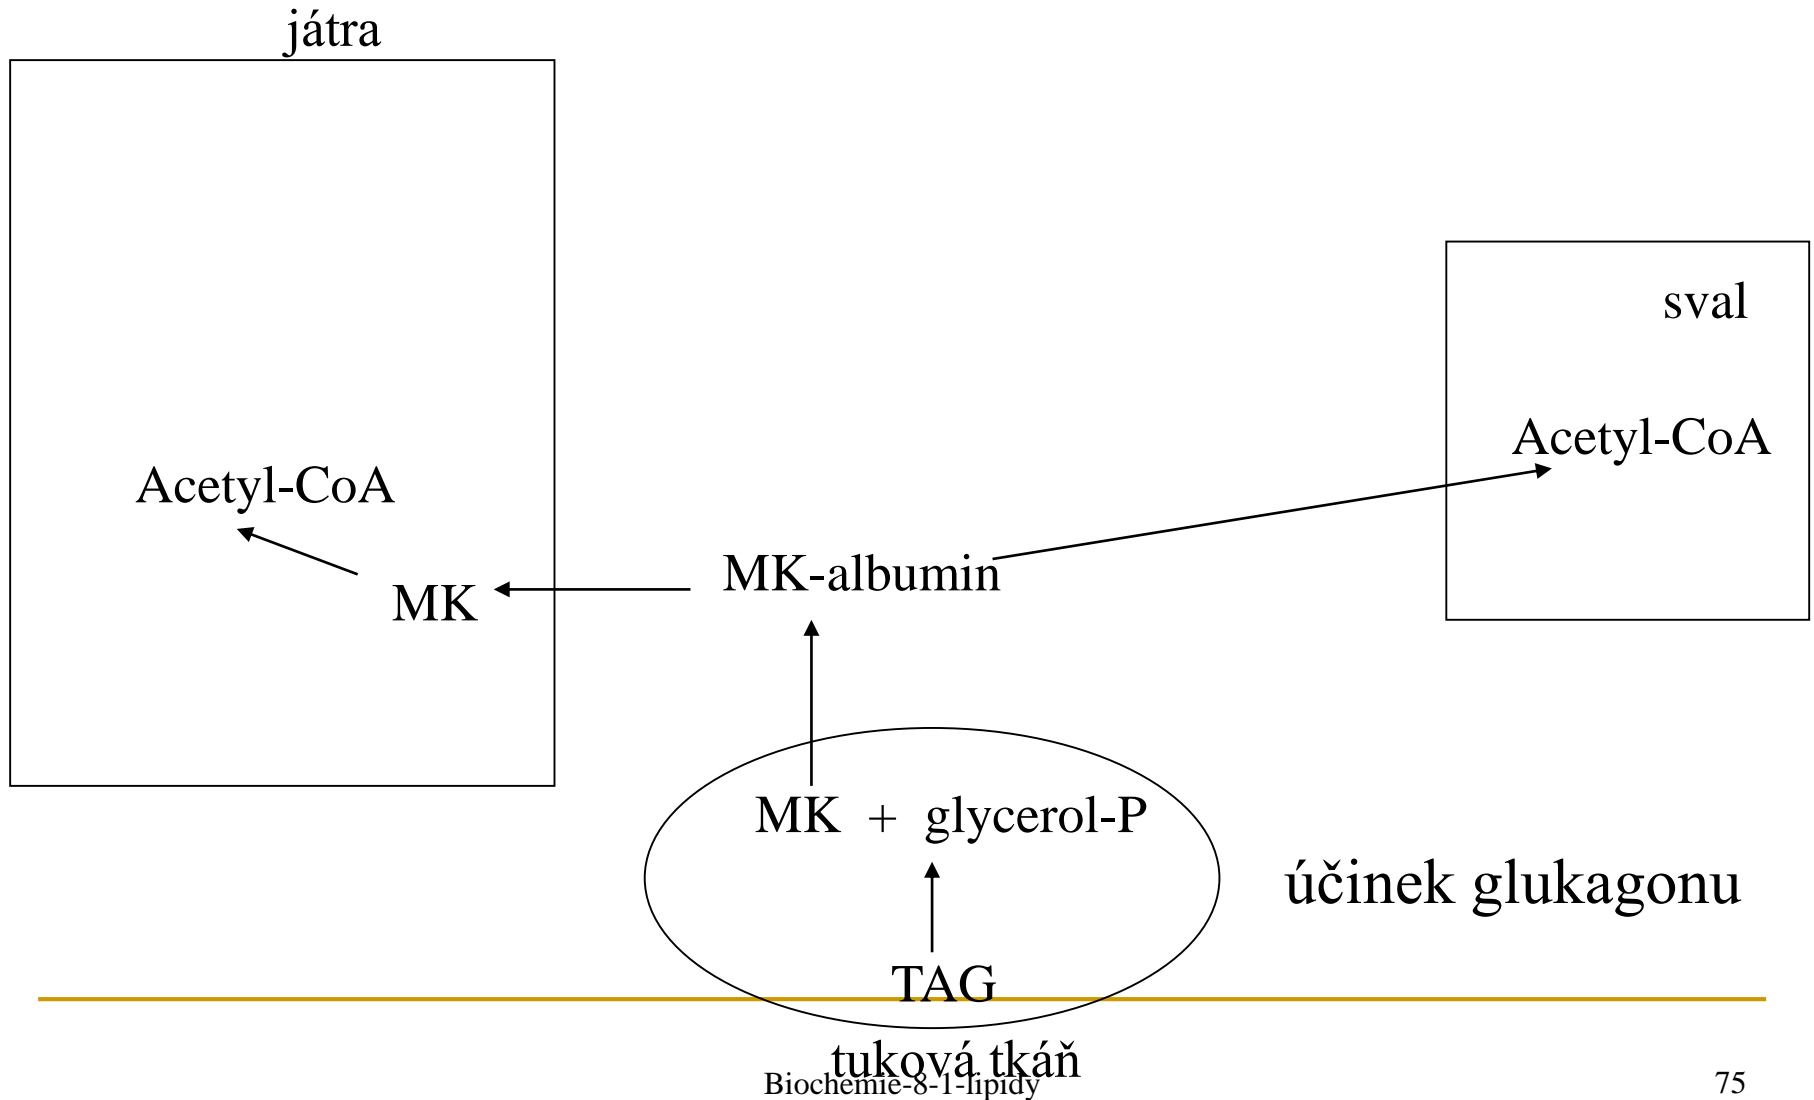 játra
sval
Acetyl-CoA
Acetyl-CoA
MK-albumin
MK
MK + glycerol-P
účinek glukagonu
TAG
tuková tkáň
Biochemie-8-1-lipidy
75